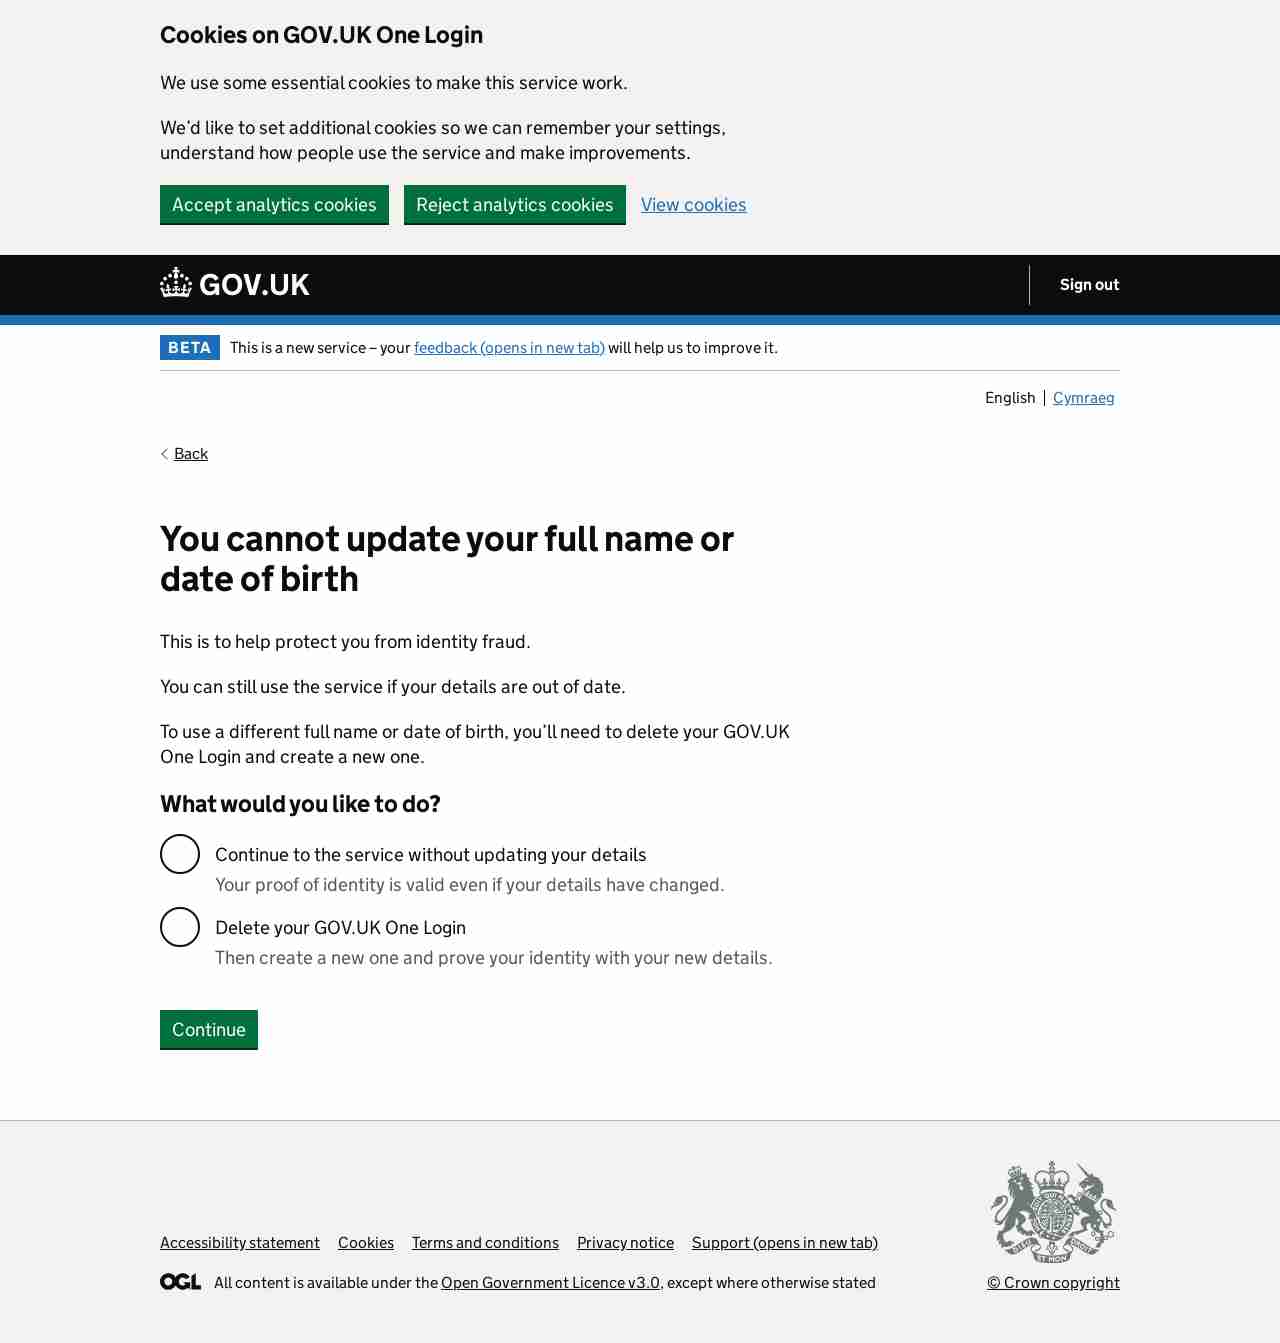 Cookies on GOV.UK One Login
We use some essential cookies to make this service work.
We’d like to set additional cookies so we can remember your settings,
understand how people use the service and make improvements.
Accept analytics cookies
Reject analytics cookies
View cookies
GOV.UK
Sign out
BETA
This is a new service – your feedback (opens in new tab) will help us to improve it.
English
Cymraeg
Back
You cannot update your full name or
date of birth
This is to help protect you from identity fraud.
You can still use the service if your details are out of date.
To use a different full name or date of birth, you’ll need to delete your GOV.UK
One Login and create a new one.
What would you like to do?
Continue to the service without updating your details
Your proof of identity is valid even if your details have changed.
Delete your GOV.UK One Login
Then create a new one and prove your identity with your new details.
Continue
Accessibility statement
Cookies
Terms and conditions
Privacy notice
Support (opens in new tab)
OGL
All content is available under the Open Government Licence v3.0, except where otherwise stated
© Crown copyright